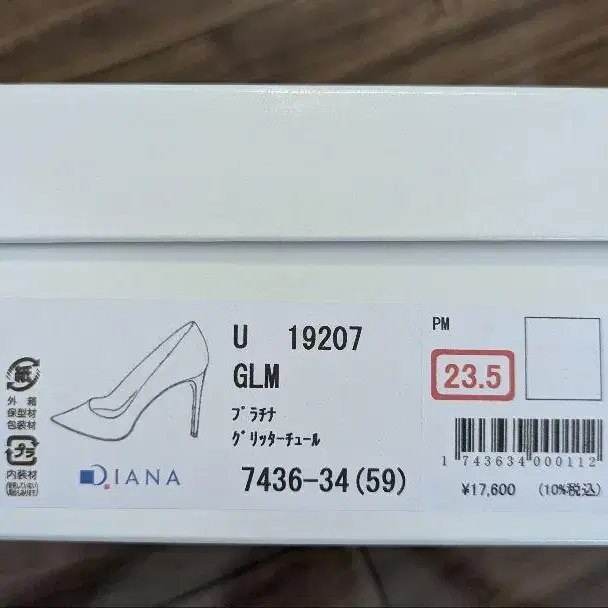 紙
外　箱
保型材
包装材
プラ
内装材
DIANA
U 19207
GLM
ﾌﾟﾗﾁﾅ
ｸﾞﾘｯﾀｰﾁｭｰﾙ
7436-34(59)
PM
23.5
1 743634 000112
¥17,600 (10%税込)